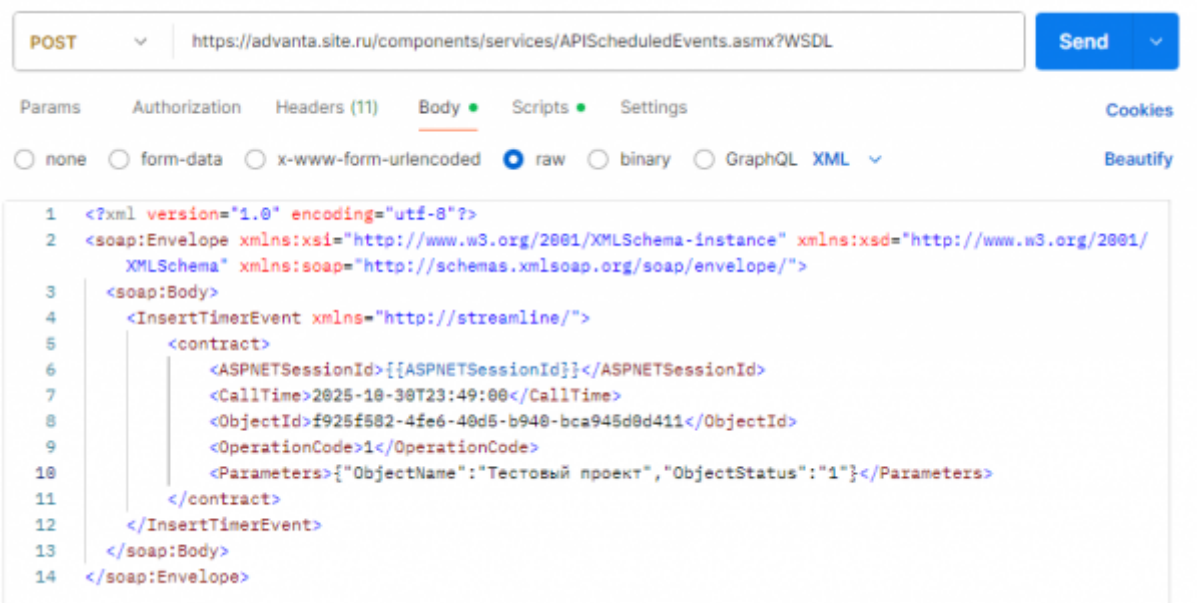 POST https://advanta.site.ru/components/services/APIScheduledEvents.asmx?WSDL Send
Params Authorization Headers (11) Body Scripts Settings Cookies
none form-data x-www-form-urlencoded raw binary GraphQL XML Beautify
1 <?xml version="1.0" encoding="utf-8"?>
2 <soap:Envelope xmlns:xsi="http://www.w3.org/2001/XMLSchema-instance" xmlns:xsd="http://www.w3.org/2001/
XMLSchema" xmlns:soap="http://schemas.xmlsoap.org/soap/envelope/">
3 <soap:Body>
4 <InsertTimerEvent xmlns="http://streamline/">
5 <contract>
6 <ASPNETSessionId>{{ASPNETSessionId}}</ASPNETSessionId>
7 <CallTime>2025-10-30T23:49:00</CallTime>
8 <ObjectId>f925f582-4fe6-40d5-b940-bca945d0d411</ObjectId>
9 <OperationCode>1</OperationCode>
10 <Parameters>{"ObjectName":"Тестовый проект","ObjectStatus":"1"}</Parameters>
11 </contract>
12 </InsertTimerEvent>
13 </soap:Body>
14 </soap:Envelope>